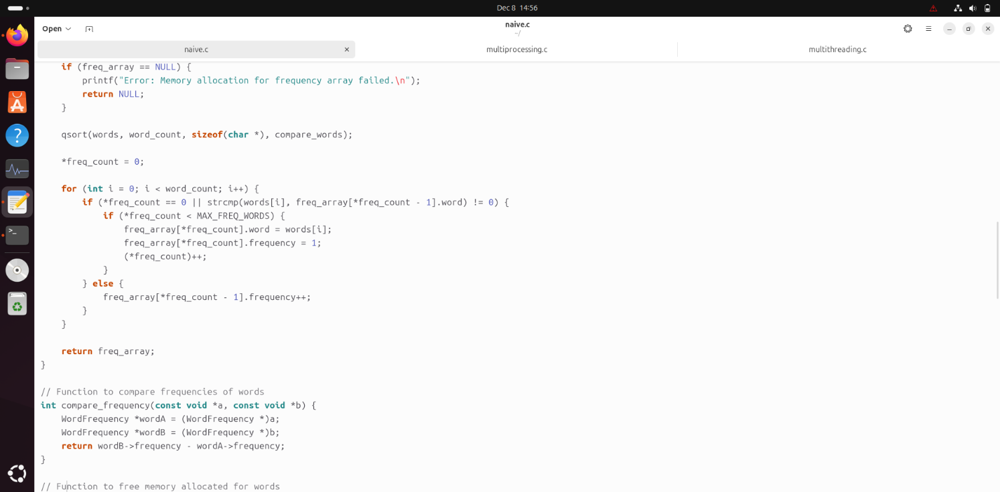 Dec 8 14:56
Open
naive.c
~/
naive.c
multiprocessing.c
multithreading.c
if (freq_array == NULL) {
printf("Error: Memory allocation for frequency array failed.\n");
return NULL;
}
qsort(words, word_count, sizeof(char *), compare_words);
*freq_count = 0;
for (int i = 0; i < word_count; i++) {
if (*freq_count == 0 || strcmp(words[i], freq_array[*freq_count - 1].word) != 0) {
if (*freq_count < MAX_FREQ_WORDS) {
freq_array[*freq_count].word = words[i];
freq_array[*freq_count].frequency = 1;
(*freq_count)++;
}
} else {
freq_array[*freq_count - 1].frequency++;
}
}
return freq_array;
}
// Function to compare frequencies of words
int compare_frequency(const void *a, const void *b) {
WordFrequency *wordA = (WordFrequency *)a;
WordFrequency *wordB = (WordFrequency *)b;
return wordB->frequency - wordA->frequency;
}
// Function to free memory allocated for words